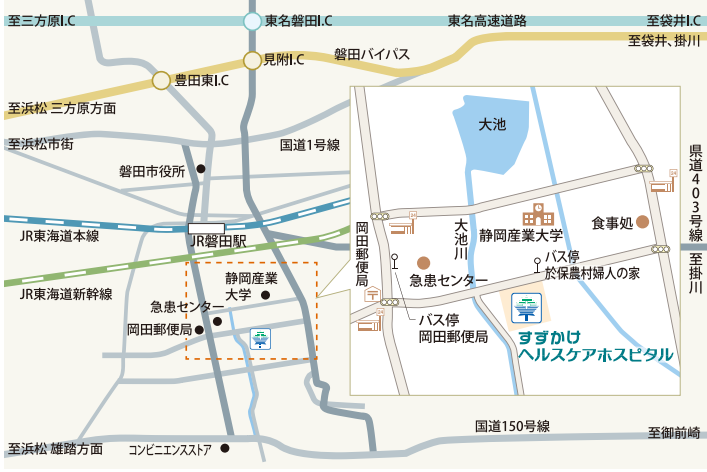 至三方原I.C
東名磐田I.C
東名高速道路
至袋井I.C
至袋井、掛川
見附I.C
磐田バイパス
豊田東I.C
至浜松 三方原方面
至浜松市街
国道1号線
磐田市役所
JR東海道本線
JR磐田駅
JR東海道新幹線
静岡産業
大学
急患センター
岡田郵便局
大池
県道403号線
至掛川
岡田郵便局
大池川
静岡産業大学
食事処
急患センター
バス停
於保農村婦人の家
バス停
岡田郵便局
すずかけ
ヘルスケアホスピタル
国道150号線
至御前崎
至浜松 雄踏方面
コンビニエンスストア